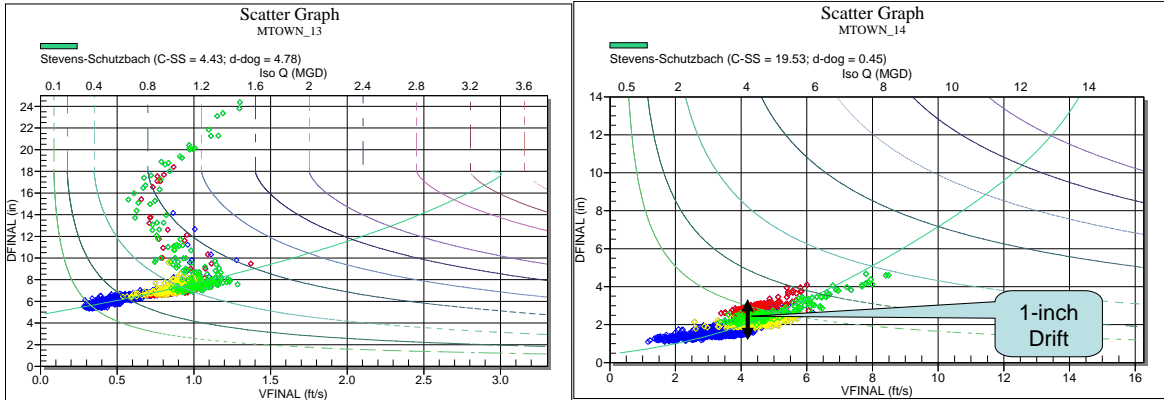 Scatter Graph
MTOWN_13
Stevens-Schutzbach (C-SS = 4.43; d-dog = 4.78)
Iso Q (MGD)
0.1 0.4 0.8 1.2 1.6 2 2.4 2.8 3.2 3.6
DFINAL (in)
24
22
20
18
16
14
12
10
8
6
4
2
0
0.0 0.5 1.0 1.5 2.0 2.5 3.0
VFINAL (ft/s)
Scatter Graph
MTOWN_14
Stevens-Schutzbach (C-SS = 19.53; d-dog = 0.45)
Iso Q (MGD)
0.5 2 4 6 8 10 12 14
DFINAL (in)
14
12
10
8
6
4
2
0
1-inch
Drift
0 2 4 6 8 10 12 14 16
VFINAL (ft/s)